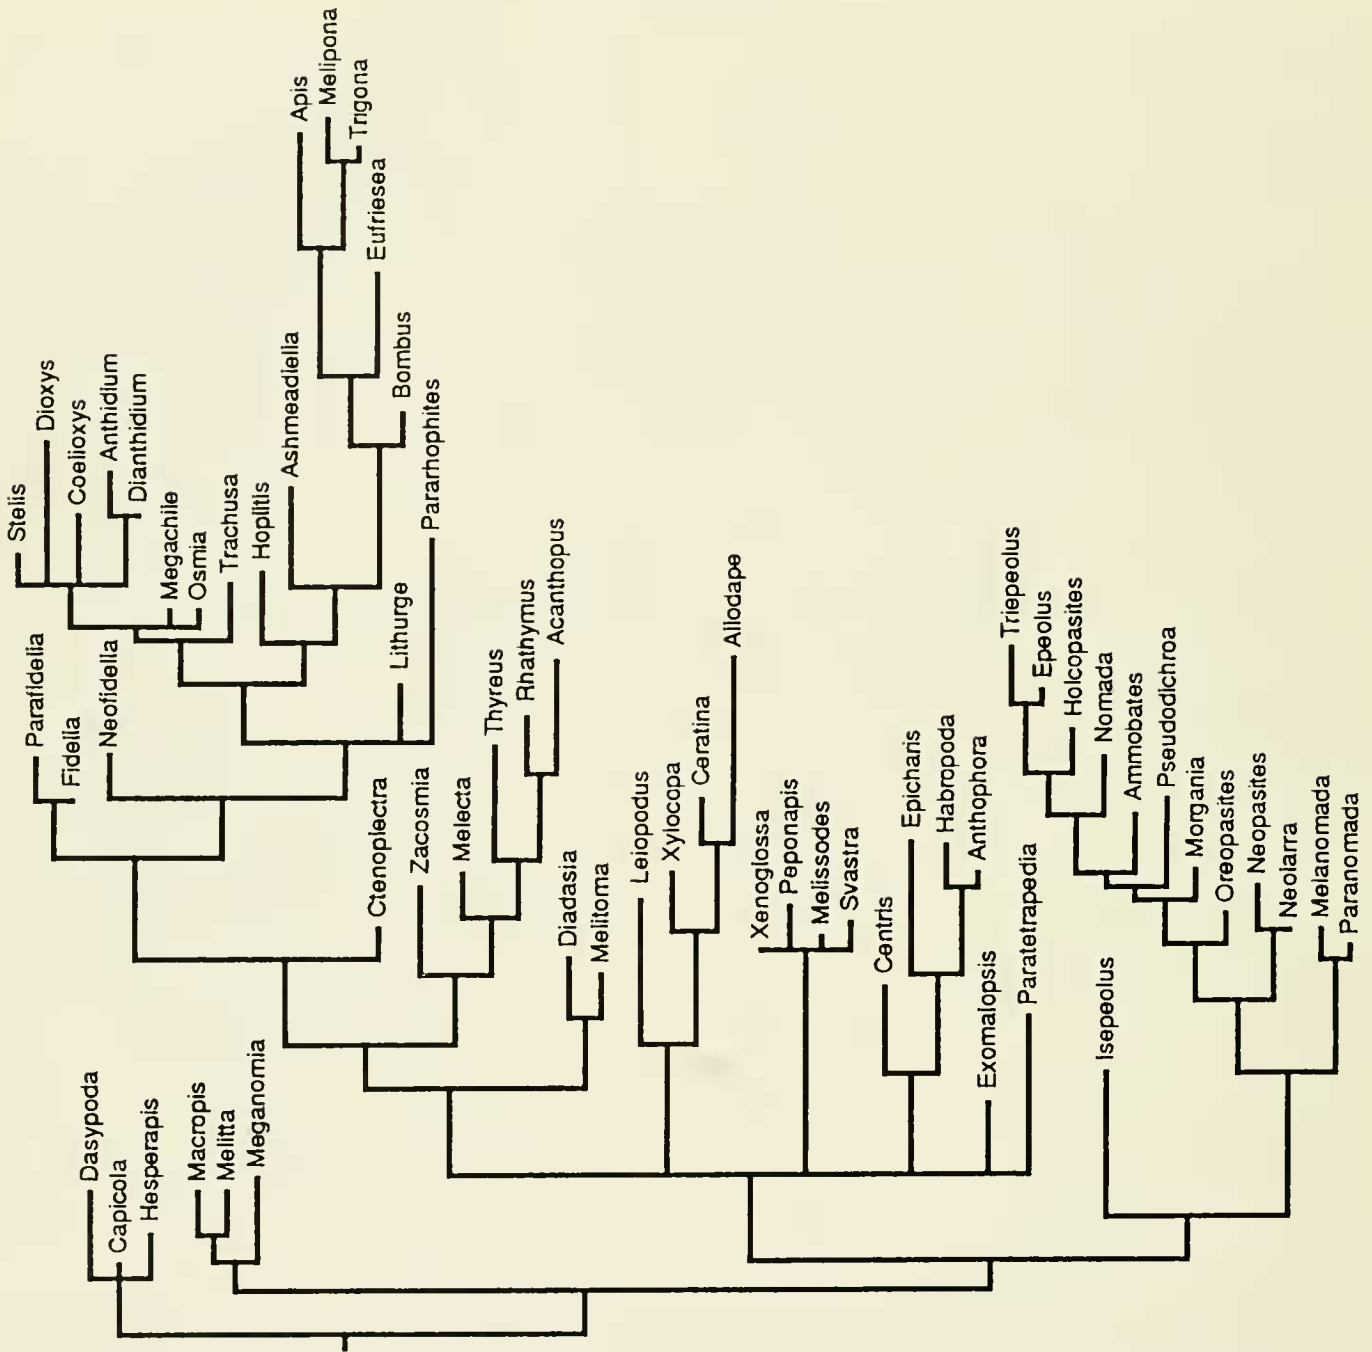 Stelis
Dioxys
Coelioxys
Anthidium
Dianthidium
Megachile
Osmia
Trachusa
Hoplitis
Ashmeadiella
Apis
Melipona
Trigona
Eufriesea
Bombus
Pararhophites
Lithurge
Parafidelia
Fidelia
Neofidelia
Ctenoplectra
Zacosmia
Melecta
Thyreus
Rhathymus
Acanthopus
Diadasia
Melitoma
Leiopodus
Xylocopa
Ceratina
Allodape
Xenoglossa
Peponapis
Melissodes
Svastra
Centris
Epicharis
Habropoda
Anthophora
Exomalopsis
Paratetrapedia
Triepeolus
Epeolus
Holcopasites
Nomada
Ammobates
Pseudodichroa
Morgania
Oreopasites
Neopasites
Neolarra
Melanomada
Paranomada
Isepeolus
Dasypoda
Capicola
Hesperapis
Macropis
Melitta
Meganomia